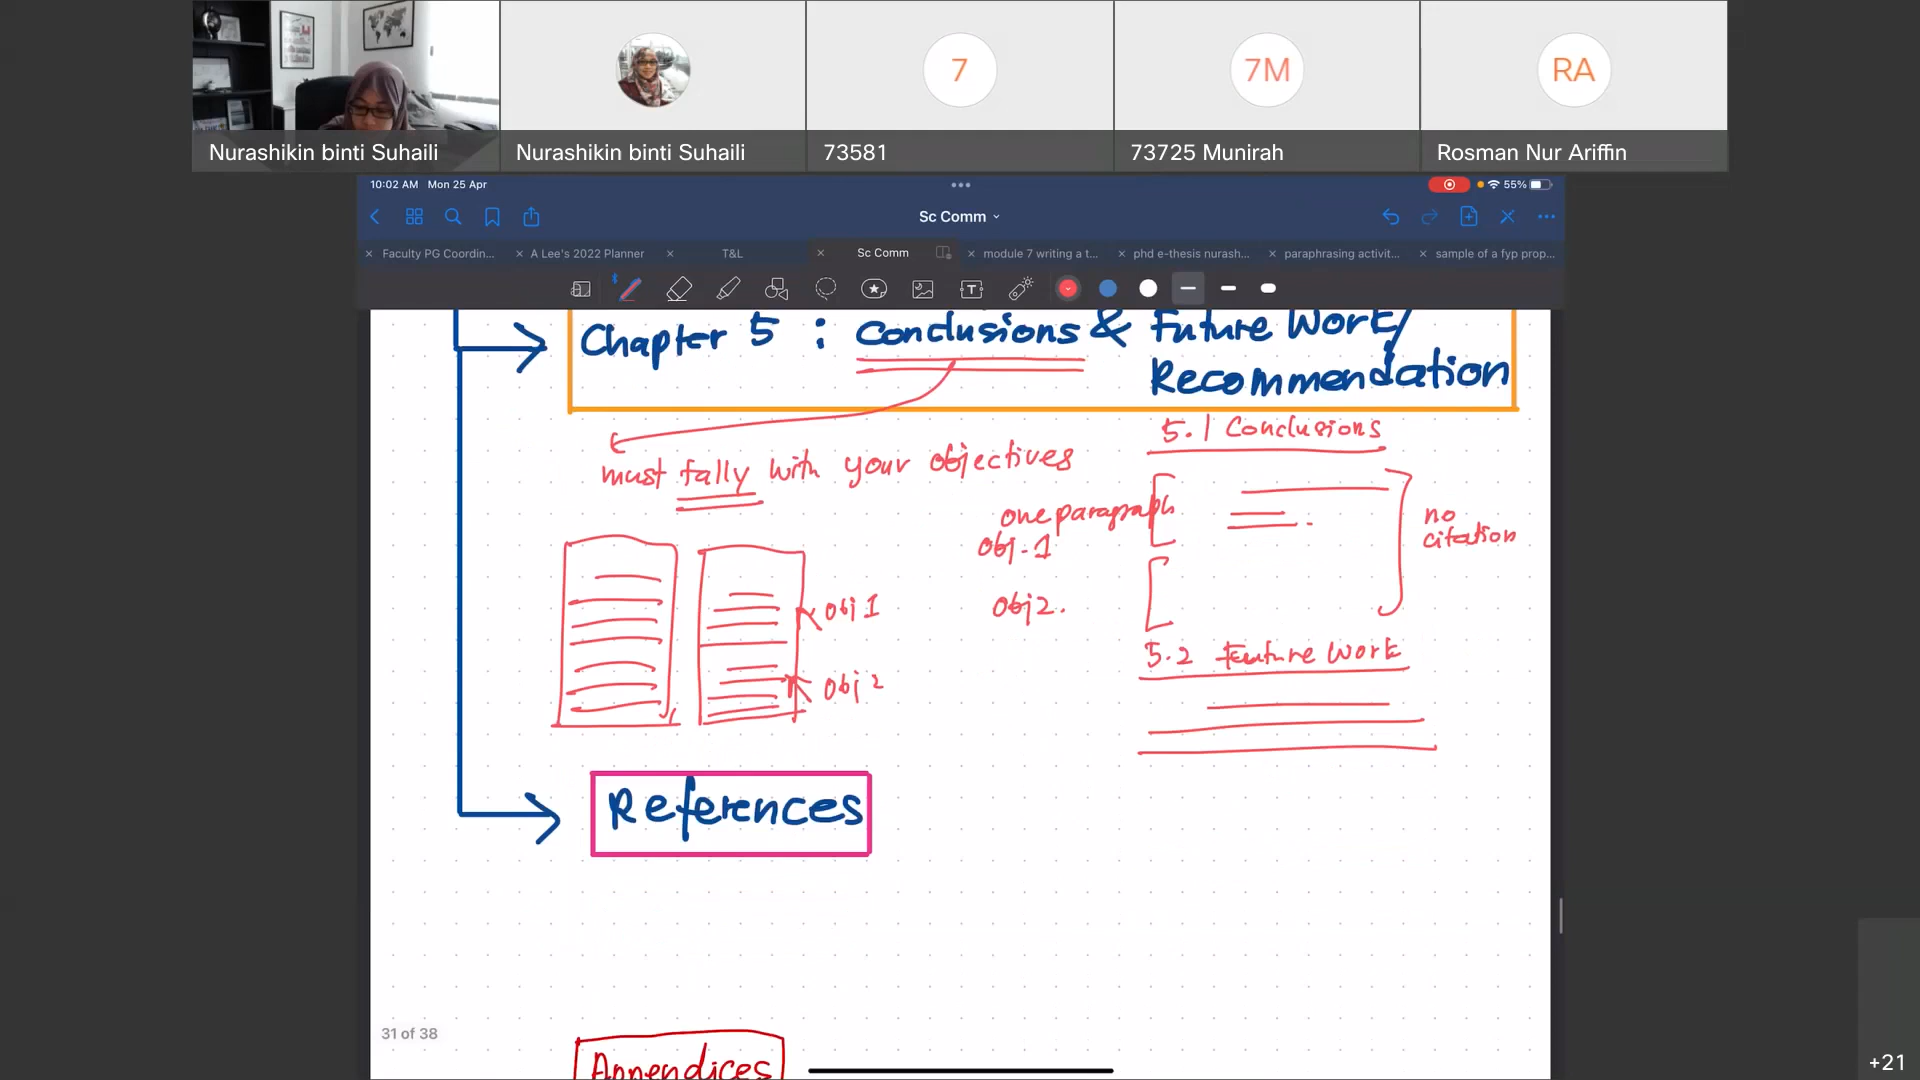 7
7M
RA
Nurashikin binti Suhaili
Nurashikin binti Suhaili
73581
73725 Munirah
Rosman Nur Ariffin
10:02 AM Mon 25 Apr
55%
Sc Comm
Faculty PG Coordin...
A Lee's 2022 Planner
T&L
Sc Comm
module 7 writing a t...
phd e-thesis nurash...
paraphrasing activit...
sample of a fyp prop...
Chapter 5 : Conclusions & Future Work/
Recommendation
must tally with your objectives
5.1 Conclusions
one paragraph
obj-1
obj2.
no
citation
obj 1
obj 2
5.2 Future Work
References
31 of 38
Appendices
+21